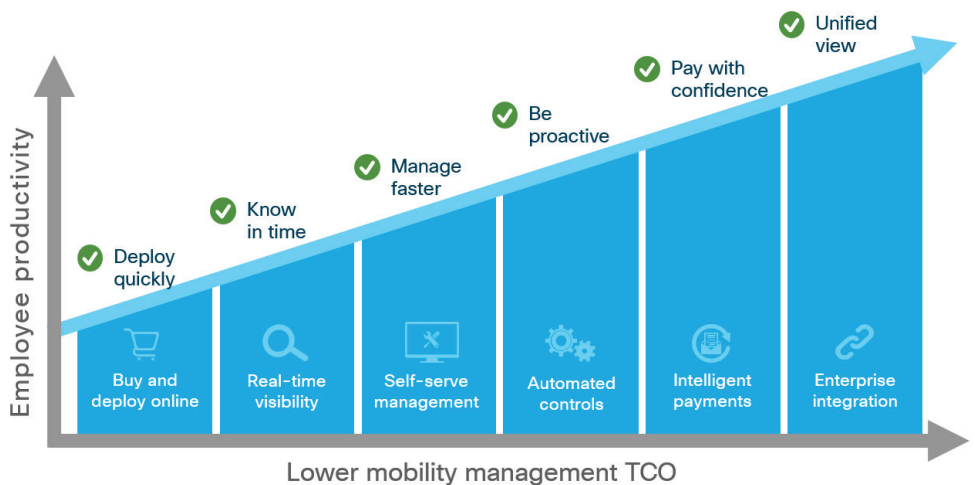 Unified
view
Pay with
confidence
Be
proactive
Manage
faster
Know
in time
Deploy
quickly
Employee productivity
Buy and
deploy online
Real-time
visibility
Self-serve
management
Automated
controls
Intelligent
payments
Enterprise
integration
Lower mobility management TCO